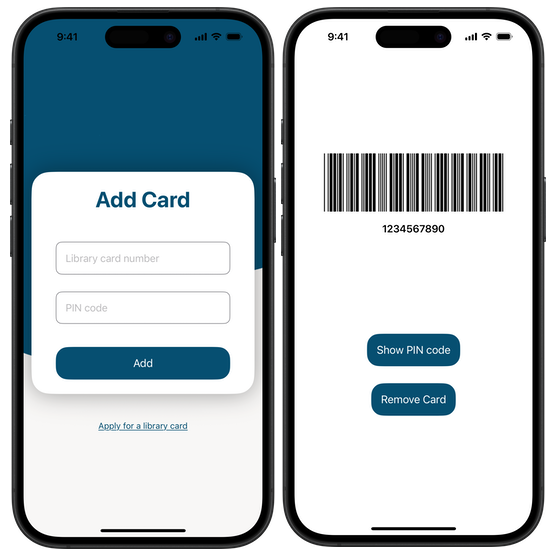 9:41
Add Card
Library card number
PIN code
Add
Apply for a library card
9:41
1234567890
Show PIN code
Remove Card